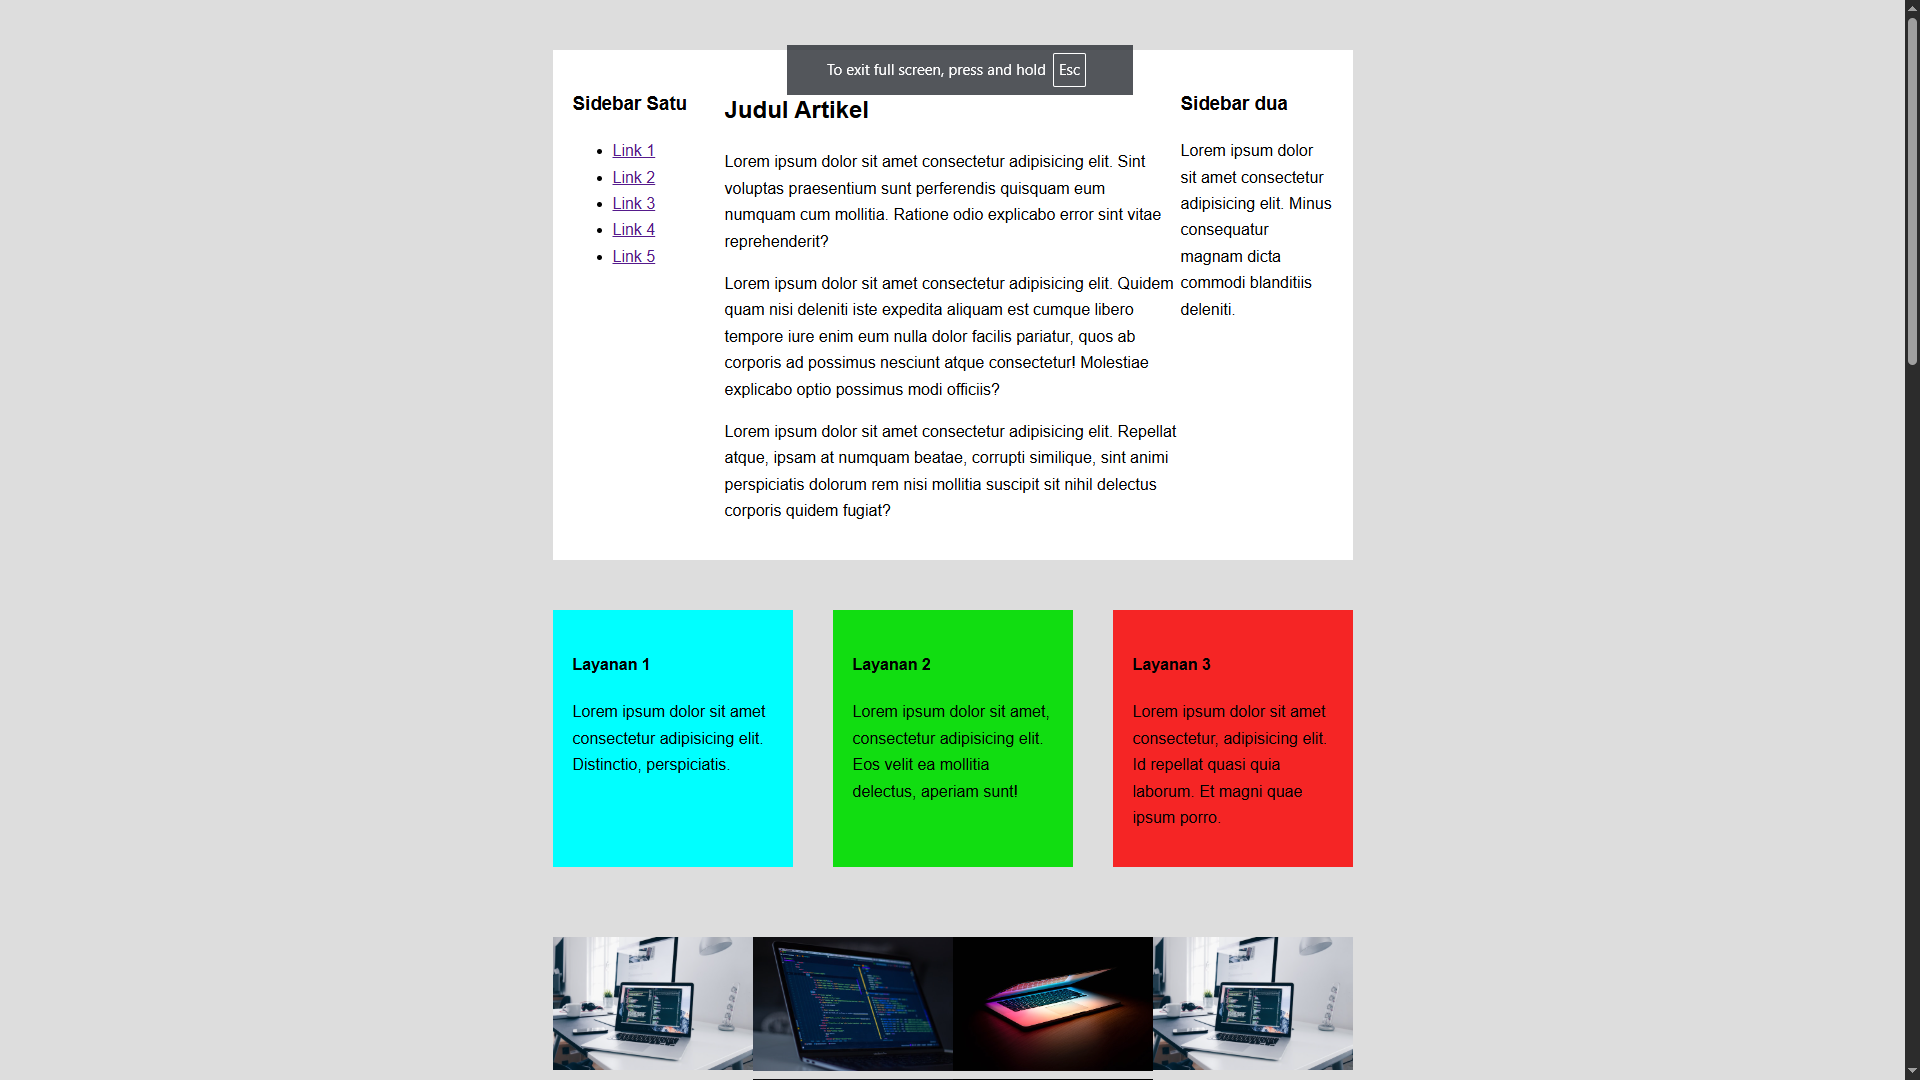 To exit full screen, press and hold Esc
Sidebar Satu
Link 1
Link 2
Link 3
Link 4
Link 5
Judul Artikel
Lorem ipsum dolor sit amet consectetur adipisicing elit. Sint
voluptas praesentium sunt perferendis quisquam eum
numquam cum mollitia. Ratione odio explicabo error sint vitae
reprehenderit?
Lorem ipsum dolor sit amet consectetur adipisicing elit. Quidem
quam nisi deleniti iste expedita aliquam est cumque libero
tempore iure enim eum nulla dolor facilis pariatur, quos ab
corporis ad possimus nesciunt atque consectetur! Molestiae
explicabo optio possimus modi officiis?
Lorem ipsum dolor sit amet consectetur adipisicing elit. Repellat
atque, ipsam at numquam beatae, corrupti similique, sint animi
perspiciatis dolorum rem nisi mollitia suscipit sit nihil delectus
corporis quidem fugiat?
Sidebar dua
Lorem ipsum dolor
sit amet consectetur
adipisicing elit. Minus
consequatur
magnam dicta
commodi blanditiis
deleniti.
Layanan 1
Lorem ipsum dolor sit amet
consectetur adipisicing elit.
Distinctio, perspiciatis.
Layanan 2
Lorem ipsum dolor sit amet,
consectetur adipisicing elit.
Eos velit ea mollitia
delectus, aperiam sunt!
Layanan 3
Lorem ipsum dolor sit amet
consectetur, adipisicing elit.
Id repellat quasi quia
laborum. Et magni quae
ipsum porro.